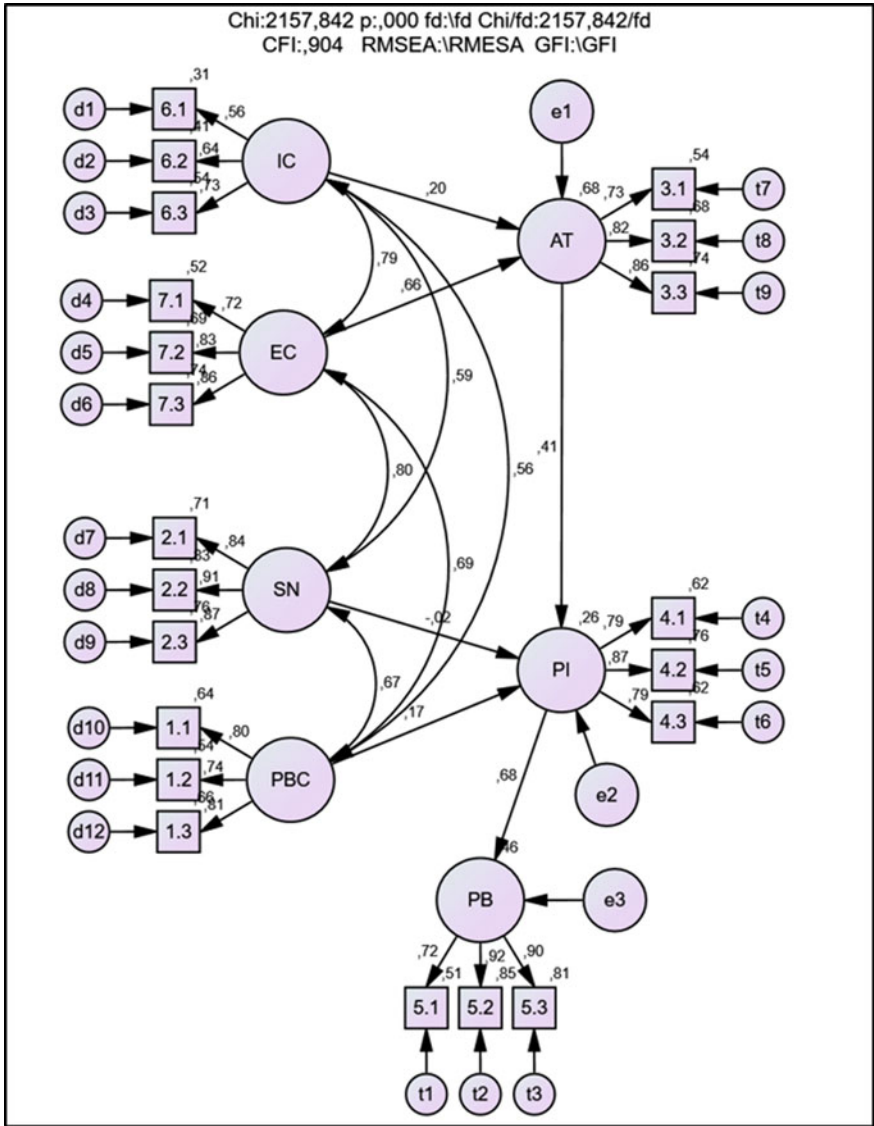 Chi:2157,842 p:,000 fd:\fd Chi/fd:2157,842/fd
CFI:,904 RMSEA:\RMESA GFI:\GFI
,31
d1 6.1 ,56
,41
d2 6.2 ,64
,54
d3 6.3 ,73
IC
e1
,20
,68 ,73 3.1 ,54 t7
AT ,82 3.2 ,68 t8
,86 3.3 ,74 t9
,79
,66
,52
d4 7.1 ,72
,69
d5 7.2 ,83
,74
d6 7.3 ,86
EC
,59
,41
,80
,56
,71
d7 2.1 ,84
,83
d8 2.2 ,91
,76
d9 2.3 ,87
SN
,69
-,02
,26 ,79 4.1 ,62 t4
PI ,87 4.2 ,76 t5
,79 4.3 ,62 t6
,67
,17
,64
d10 1.1 ,80
,54
d11 1.2 ,74
,66
d12 1.3 ,81
PBC
,68
e2
,46
PB
e3
,72 ,92 ,90
,51 ,85 ,81
5.1 5.2 5.3
t1 t2 t3